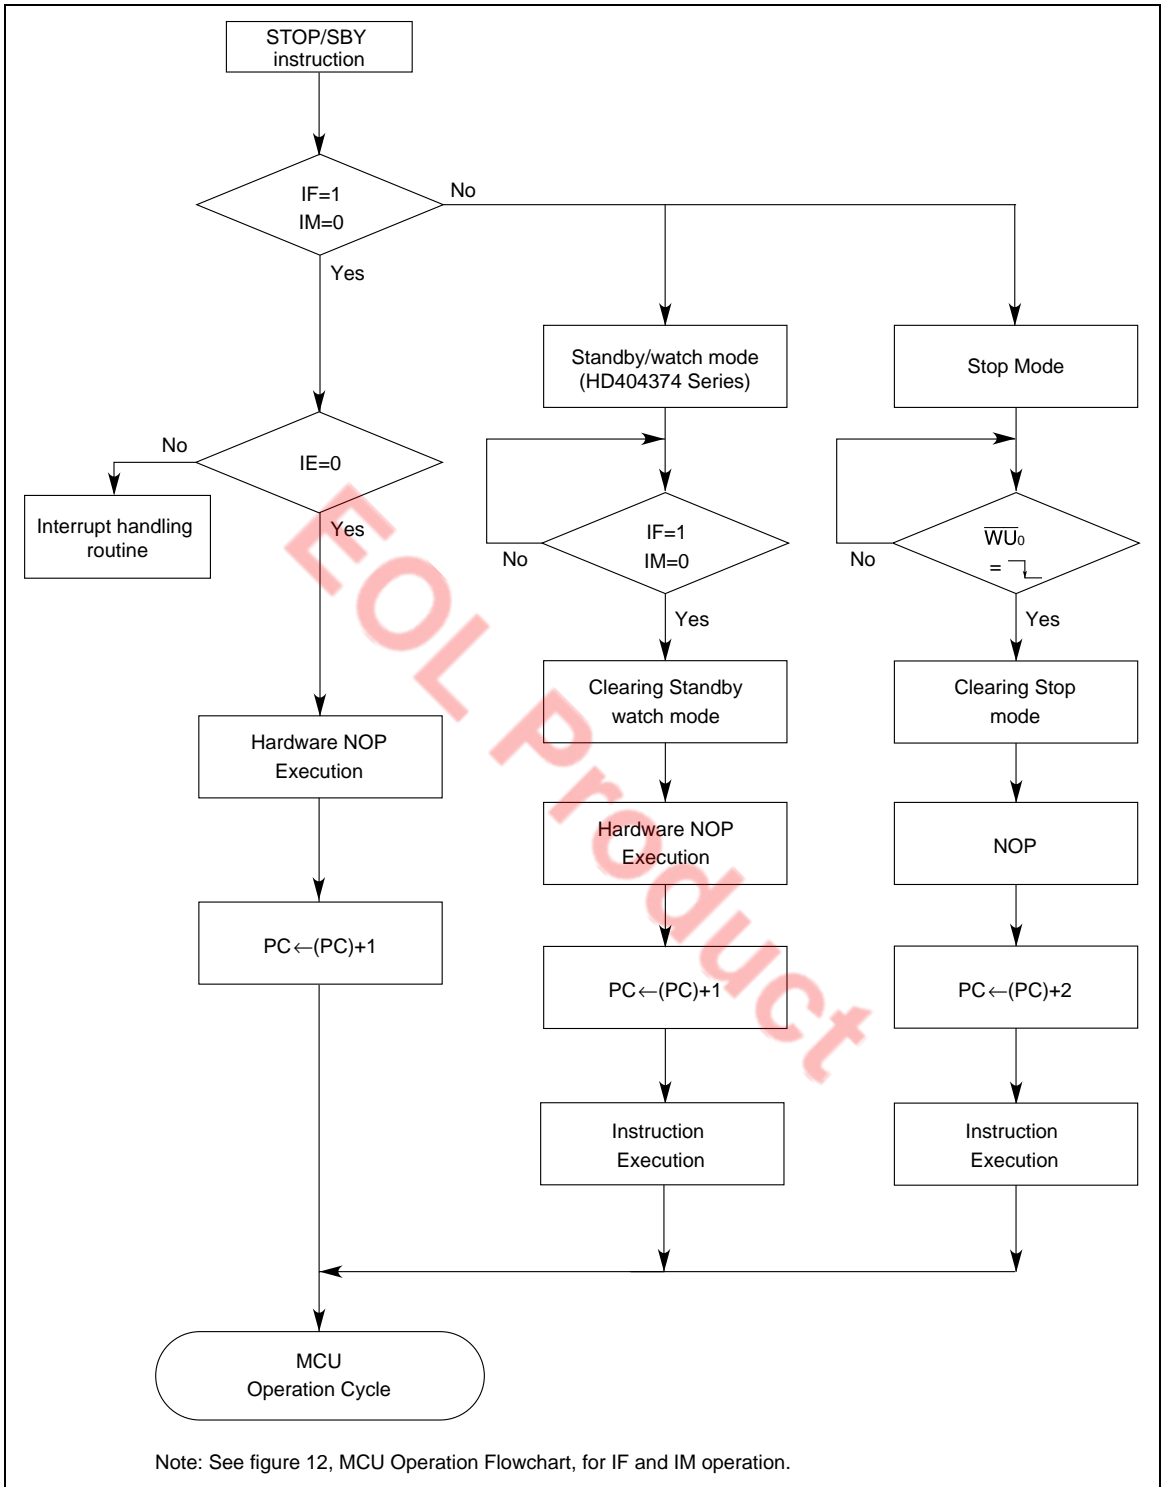 STOP/SBY
instruction
IF=1
IM=0
No
Yes
Standby/watch mode
(HD404374 Series)
Stop Mode
No
IE=0
Yes
Interrupt handling
routine
IF=1
IM=0
No
Yes
W̅U̅0
=
No
Yes
Clearing Standby
watch mode
Clearing Stop
mode
Hardware NOP
Execution
Hardware NOP
Execution
NOP
PC←(PC)+1
PC←(PC)+1
PC←(PC)+2
Instruction
Execution
Instruction
Execution
MCU
Operation Cycle
Note: See figure 12, MCU Operation Flowchart, for IF and IM operation.
EOL Product